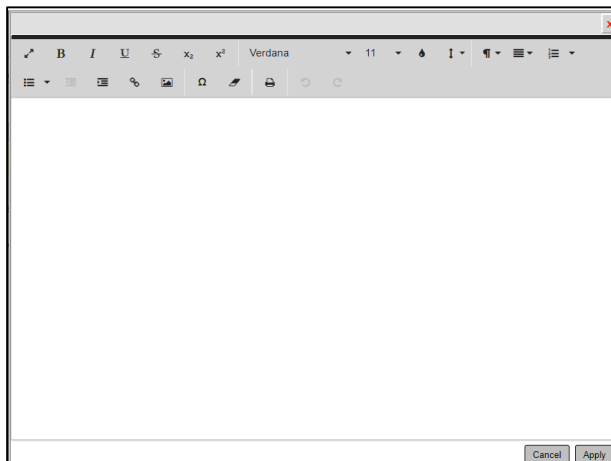 B I U S x₂ x² Verdana 11 ¶
Ω
Cancel Apply